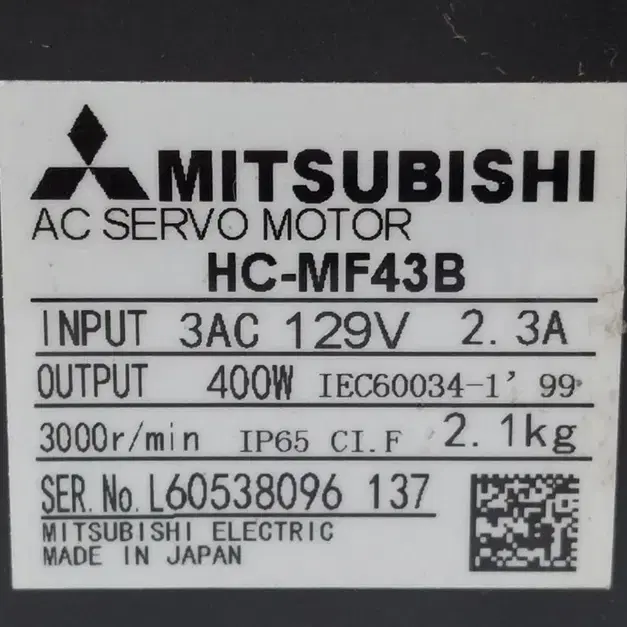 MITSUBISHI
AC SERVO MOTOR
HC-MF43B
INPUT 3AC 129V 2.3A
OUTPUT 400W IEC60034-1'99
3000r/min IP65 CI.F 2.1kg
SER.No.L60538096 137
MITSUBISHI ELECTRIC
MADE IN JAPAN